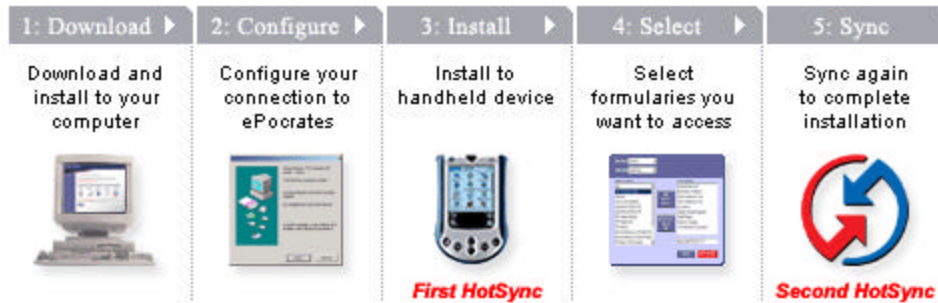 1: Download
2: Configure
3: Install
4: Select
5: Sync
Download and
install to your
computer
Configure your
connection to
ePocrates
Install to
handheld device
Select
formularies you
want to access
Sync again
to complete
installation
First HotSync
Second HotSync